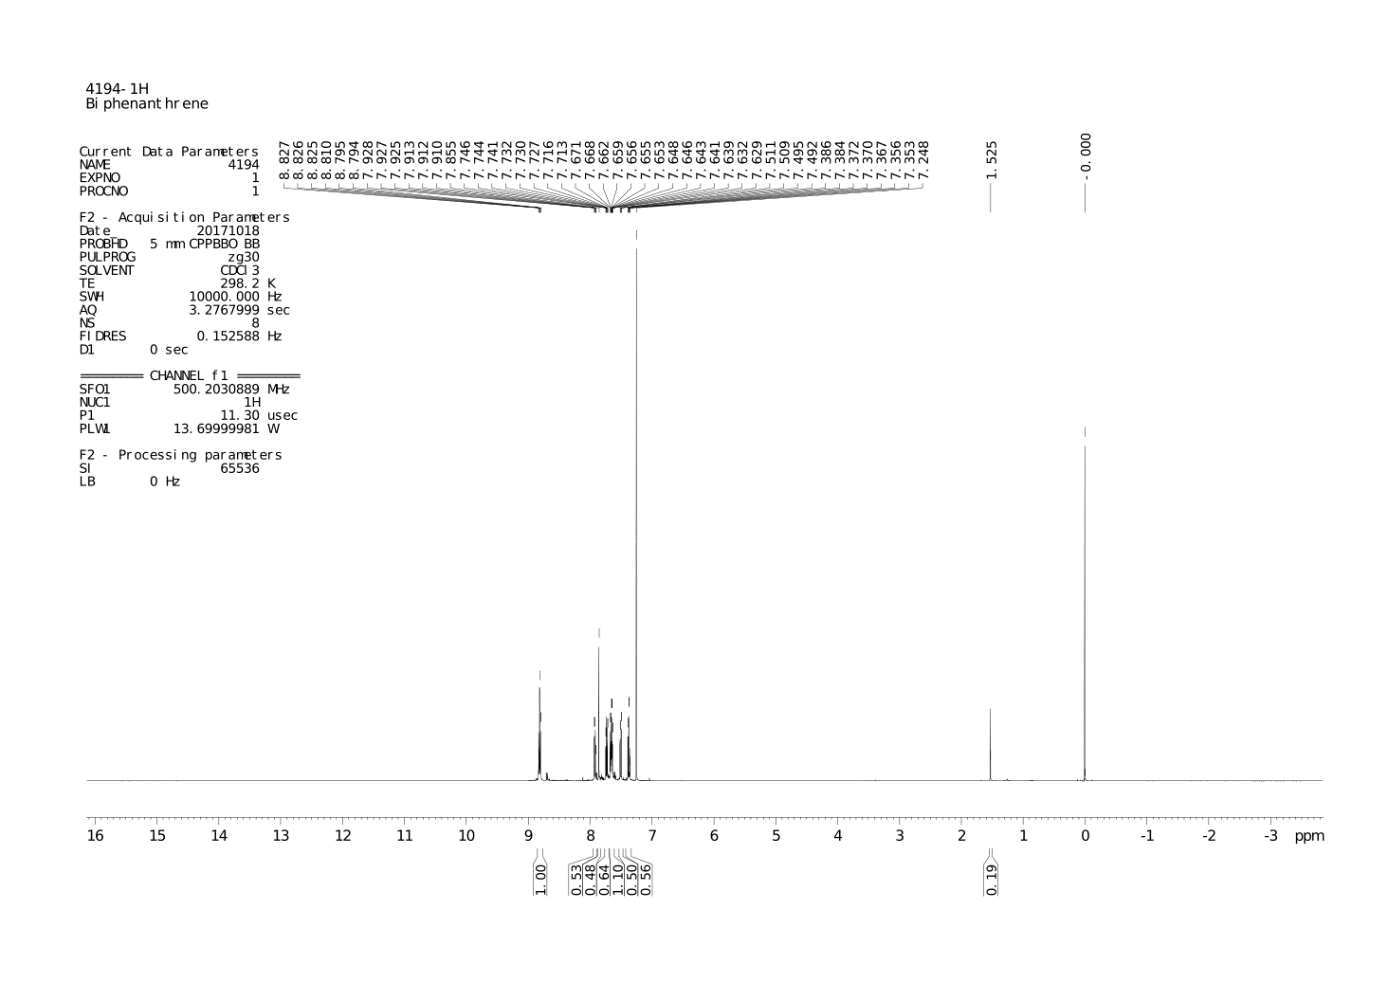 4194-1H
Biphenanthrene
Current Data Parameters
NAME 4194
EXPNO 1
PROCNO 1
F2 - Acquisition Parameters
Date_ 20171018
PROBHD 5 mm CPPBBO BB
PULPROG zg30
SOLVENT CDCl3
TE 298.2 K
SWH 10000.000 Hz
AQ 3.2767999 sec
NS 8
FIDRES 0.152588 Hz
D1 0 sec
======== CHANNEL f1 ========
SFO1 500.2030889 MHz
NUC1 1H
P1 11.30 usec
PLW1 13.69999981 W
F2 - Processing parameters
SI 65536
LB 0 Hz
8.827
8.826
8.825
8.810
8.795
8.794
7.928
7.927
7.925
7.913
7.912
7.910
7.855
7.746
7.744
7.741
7.732
7.730
7.727
7.716
7.713
7.671
7.668
7.662
7.659
7.656
7.655
7.653
7.648
7.646
7.643
7.641
7.639
7.632
7.629
7.511
7.509
7.495
7.492
7.386
7.384
7.372
7.370
7.367
7.356
7.353
7.248
1.525
-0.000
16 15 14 13 12 11 10 9 8 7 6 5 4 3 2 1 0 -1 -2 -3 ppm
1.00
0.53
0.48
0.64
1.10
0.50
0.56
0.19